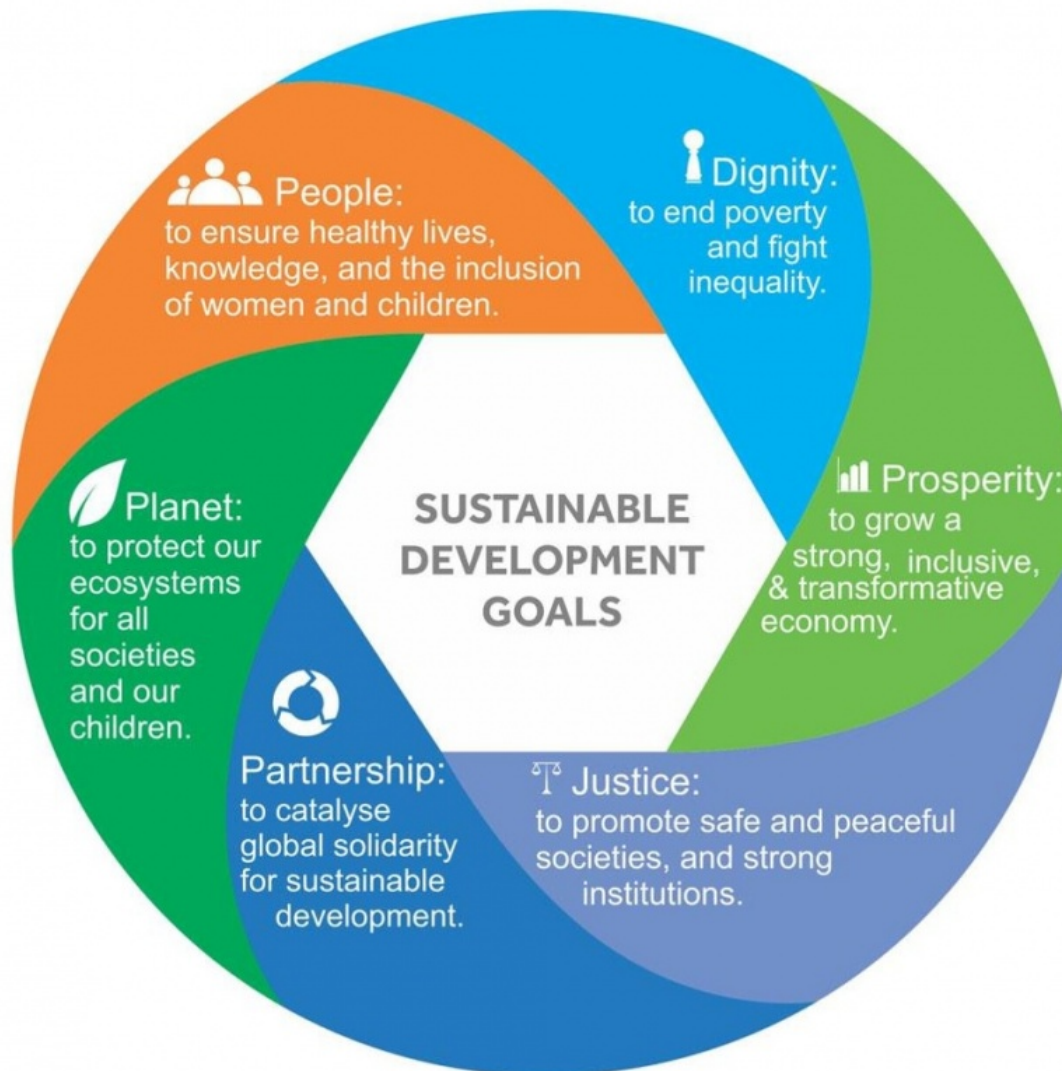 People:
to ensure healthy lives,
knowledge, and the inclusion
of women and children.
Dignity:
to end poverty
and fight
inequality.
Prosperity:
to grow a
strong, inclusive,
& transformative
economy.
Justice:
to promote safe and peaceful
societies, and strong
institutions.
Partnership:
to catalyse
global solidarity
for sustainable
development.
Planet:
to protect our
ecosystems
for all
societies
and our
children.
SUSTAINABLE
DEVELOPMENT
GOALS